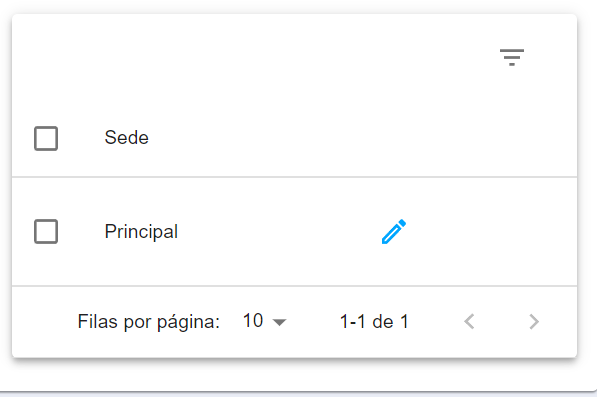 Sede
Principal
Filas por página: 10 1-1 de 1